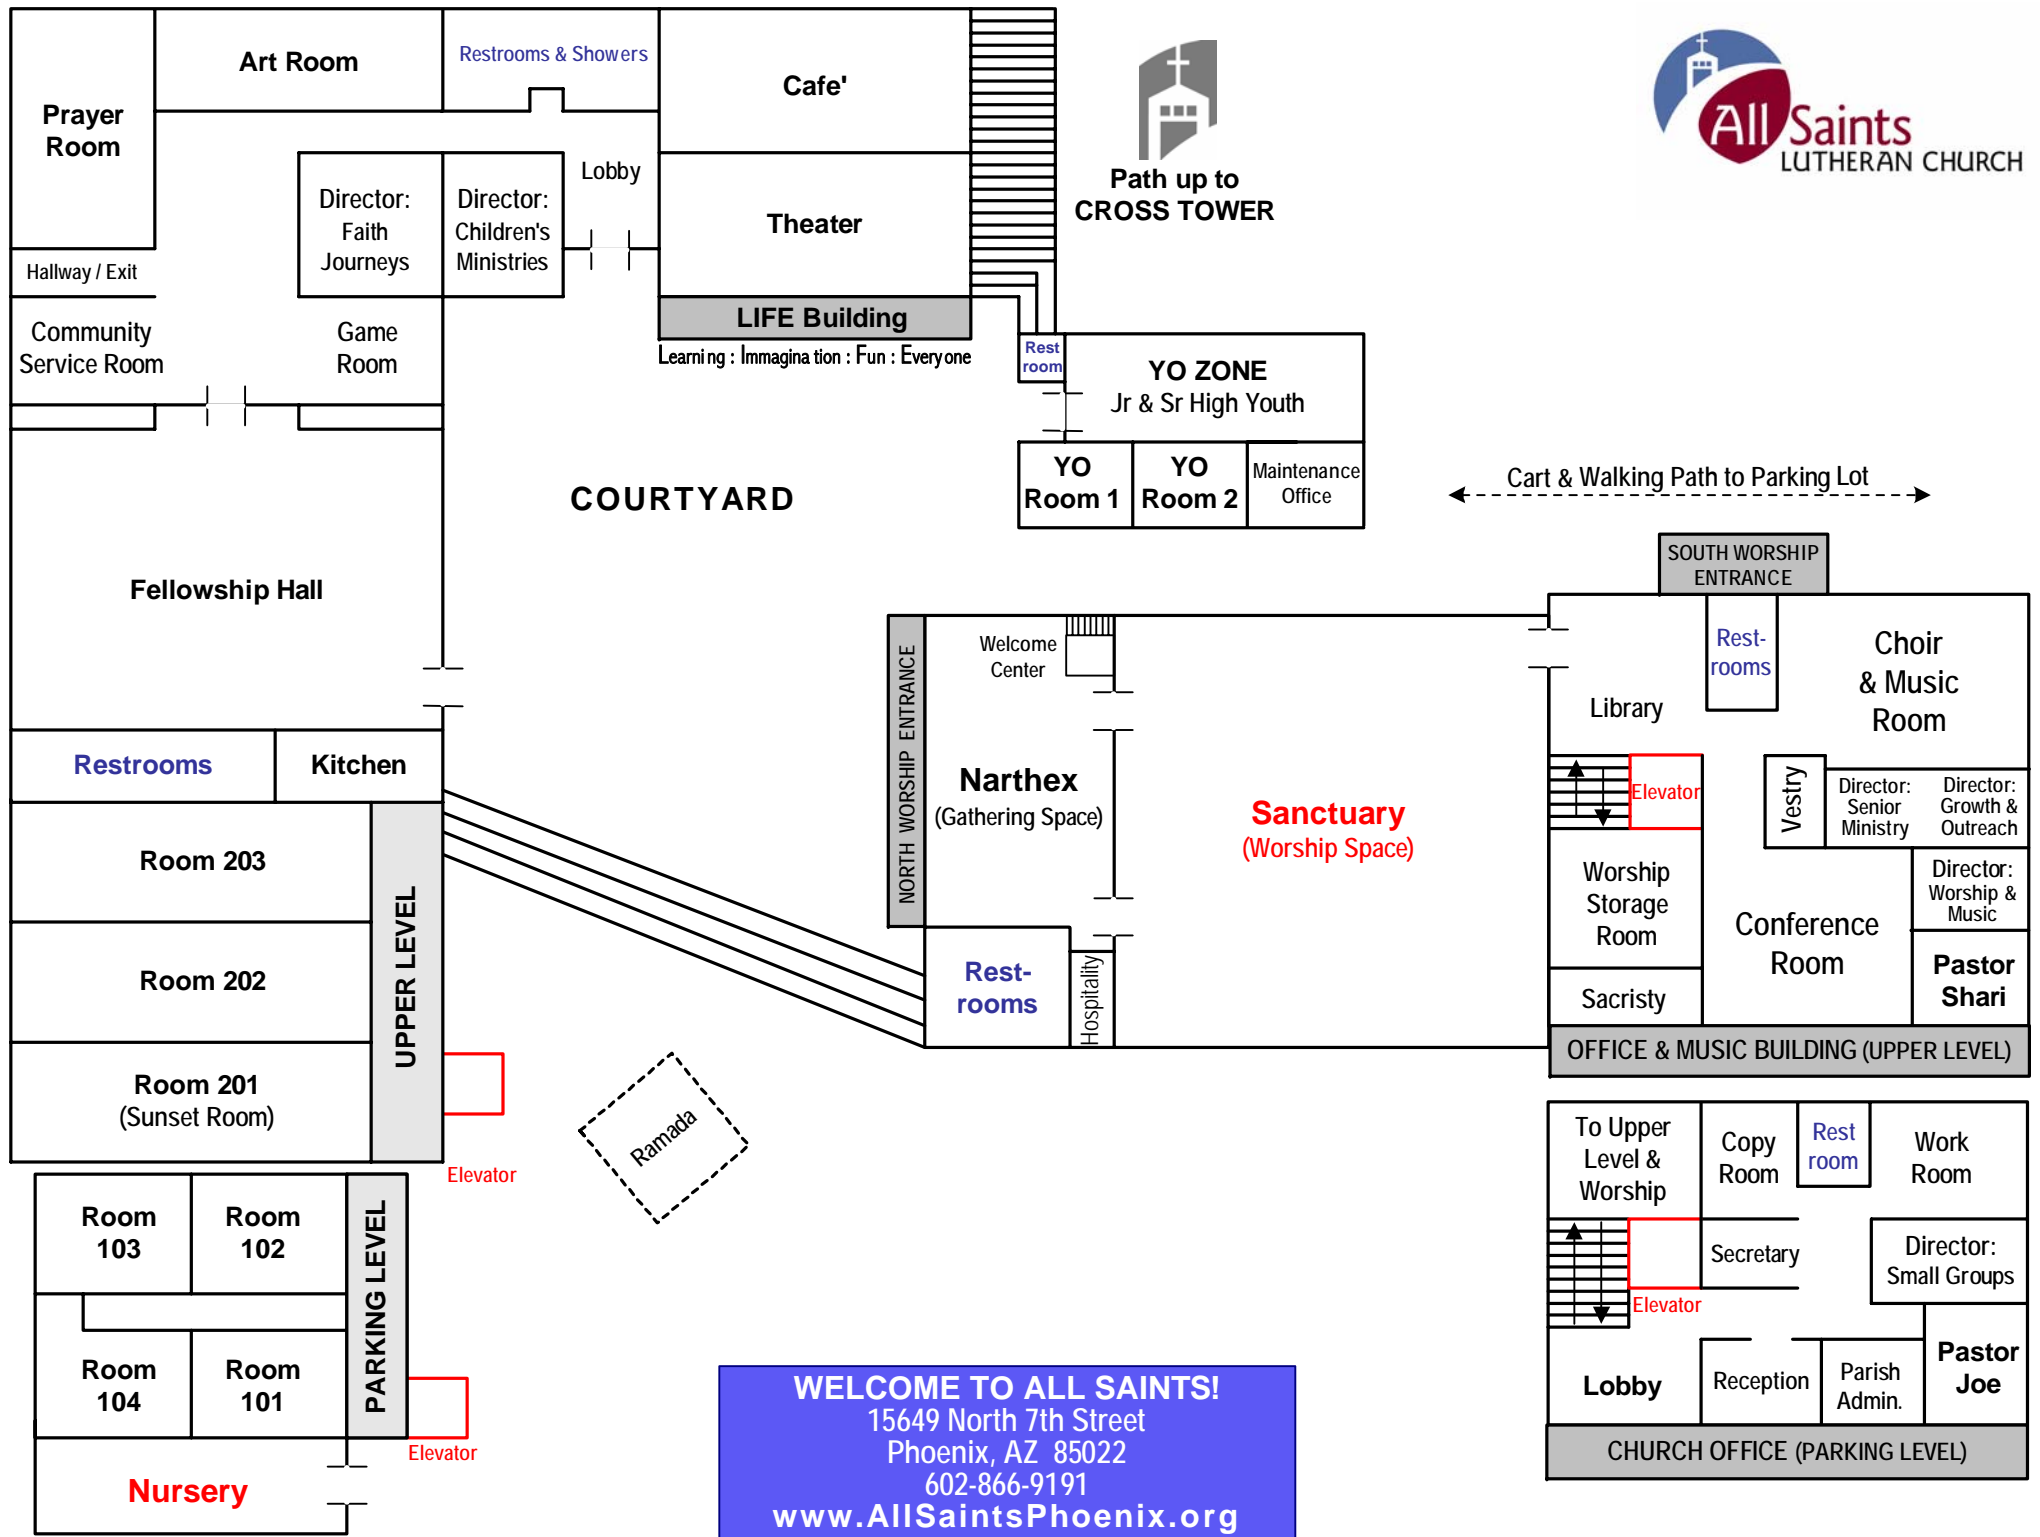 Art Room
Restrooms & Showers
Cafe'
Prayer
Room
Path up to
CROSS TOWER
All Saints
LUTHERAN CHURCH
Director:
Faith
Journeys
Director:
Children's
Ministries
Lobby
Theater
Hallway / Exit
Community
Service Room
Game
Room
LIFE Building
Learning : Immagination : Fun : Everyone
Rest
room
YO ZONE
Jr & Sr High Youth
YO
Room 1
YO
Room 2
Maintenance
Office
COURTYARD
Cart & Walking Path to Parking Lot
Fellowship Hall
SOUTH WORSHIP
ENTRANCE
NORTH WORSHIP ENTRANCE
Welcome
Center
Narthex
(Gathering Space)
Sanctuary
(Worship Space)
Rest-
rooms
Hospitality
Library
Rest-
rooms
Choir
& Music
Room
Elevator
Vestry
Director:
Senior
Ministry
Director:
Growth &
Outreach
Worship
Storage
Room
Conference
Room
Director:
Worship &
Music
Sacristy
Pastor
Shari
OFFICE & MUSIC BUILDING (UPPER LEVEL)
Restrooms
Kitchen
Room 203
Room 202
Room 201
(Sunset Room)
UPPER LEVEL
Elevator
Ramada
Room
103
Room
102
Room
104
Room
101
PARKING LEVEL
Elevator
Nursery
To Upper
Level &
Worship
Copy
Room
Rest
room
Work
Room
Secretary
Director:
Small Groups
Elevator
Lobby
Reception
Parish
Admin.
Pastor
Joe
CHURCH OFFICE (PARKING LEVEL)
WELCOME TO ALL SAINTS!
15649 North 7th Street
Phoenix, AZ 85022
602-866-9191
www.AllSaintsPhoenix.org